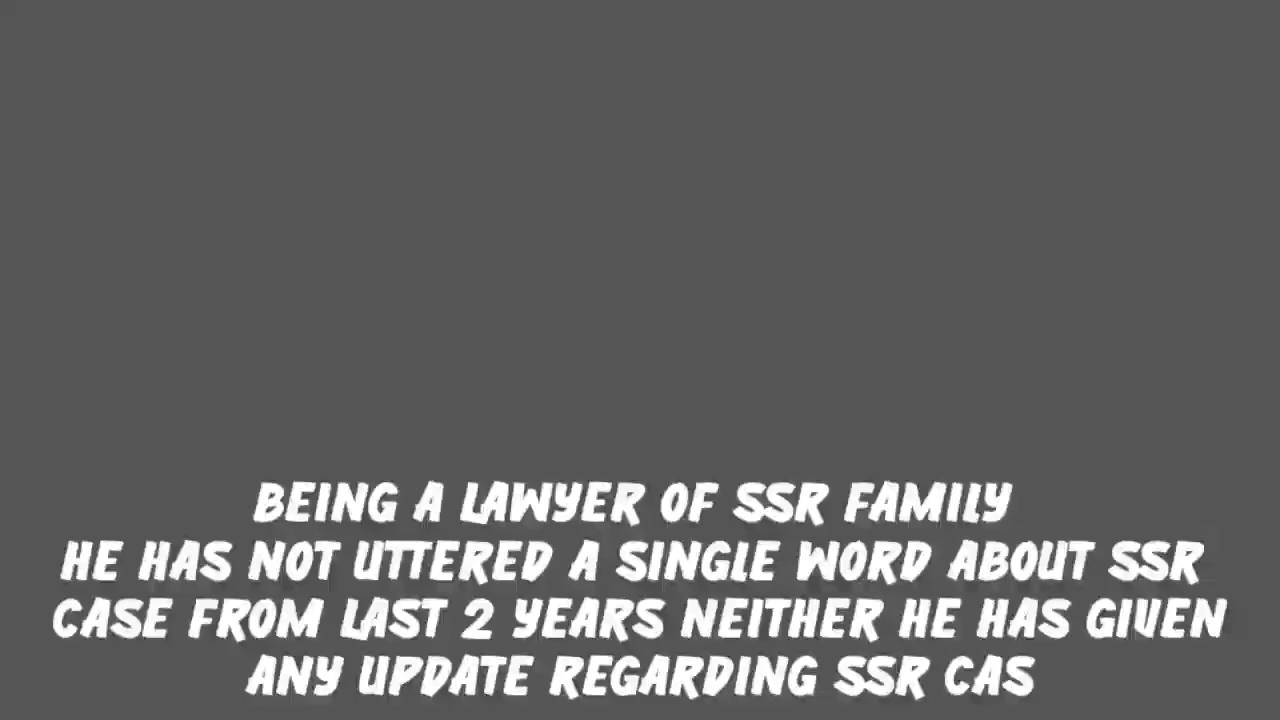 BEING A LAWYER OF SSR FAMILY
HE HAS NOT UTTERED A SINGLE WORD ABOUT SSR
CASE FROM LAST 2 YEARS NEITHER HE HAS GIVEN
ANY UPDATE REGARDING SSR CAS